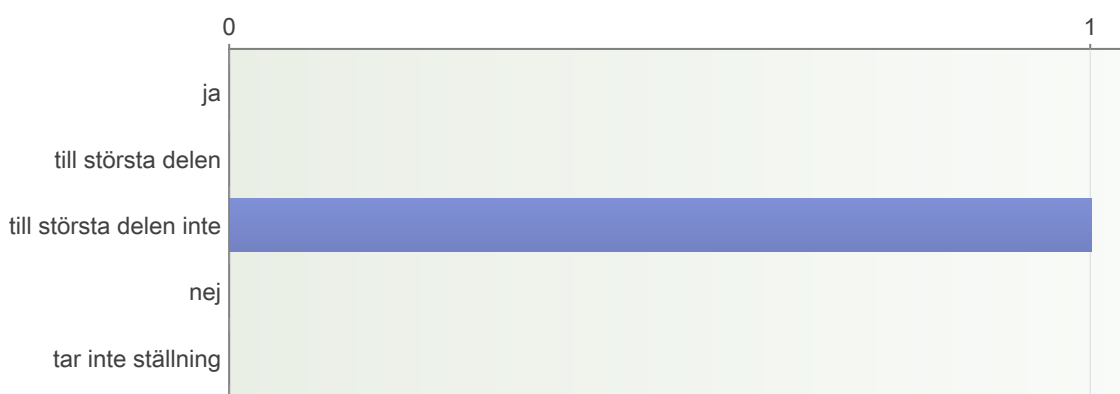 0 1
ja
till största delen
till största delen inte
nej
tar inte ställning